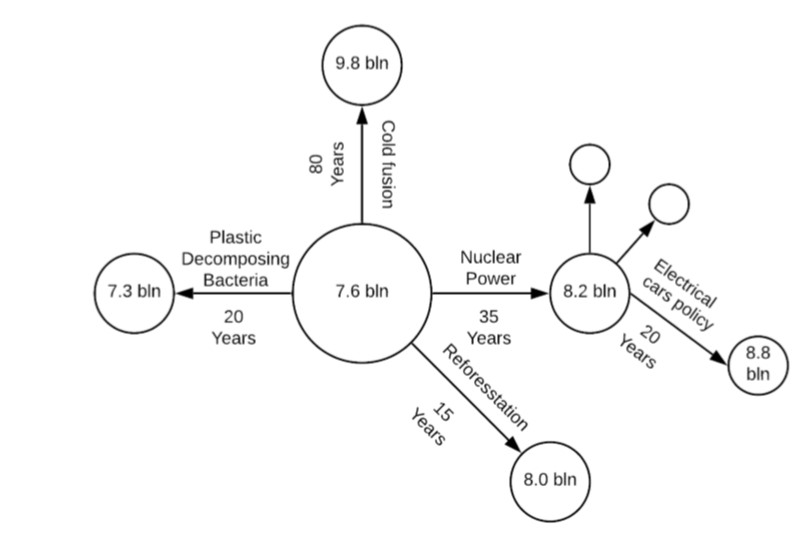 9.8 bln
80
Years
Cold fusion
Plastic
Decomposing
Bacteria
20
Years
7.3 bln
7.6 bln
Nuclear
Power
35
Years
8.2 bln
Electrical
cars policy
20
Years
8.8
bln
Reforesstation
15
Years
8.0 bln